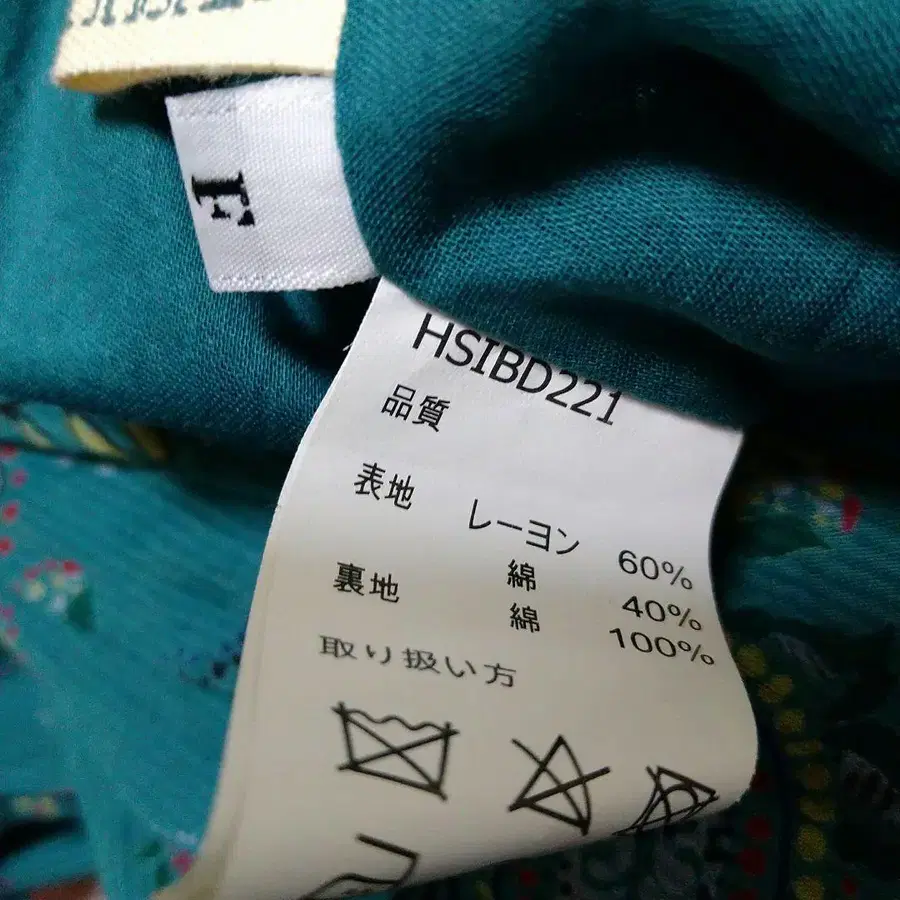 F
HSIBD221
品質
表地 レーヨン 60%
綿 40%
裏地 綿 100%
取り扱い方